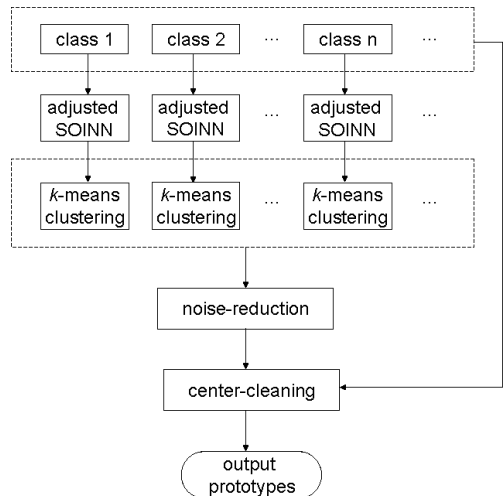 class 1 class 2 ... class n ...
adjusted adjusted adjusted
SOINN SOINN ... SOINN ...
k-means k-means k-means
clustering clustering ... clustering ...
noise-reduction
center-cleaning
output
prototypes